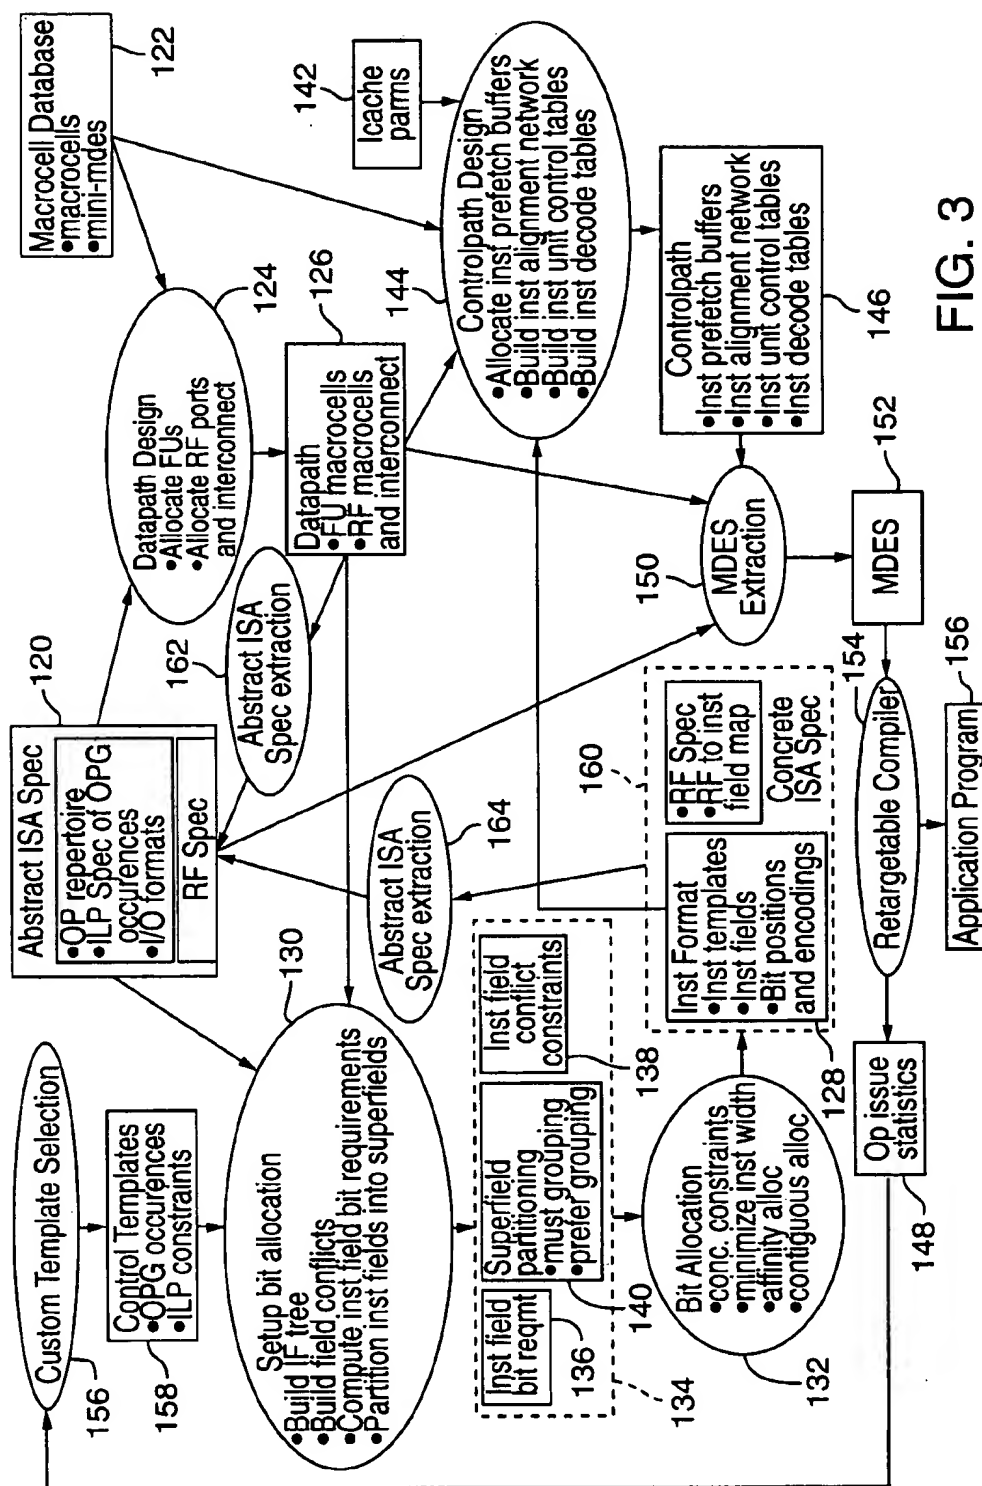 Macrocell Database
•macrocells
•mini-mdes
122
Abstract ISA Spec
•OP repertoire
•ILP Spec of OPG
occurences
•I/O formats
RF Spec
120
Datapath Design
•Allocate FUs
•Allocate RF ports
and interconnect
124
Datapath
•FU macrocells
•RF macrocells
and interconnect
126
Abstract ISA
Spec extraction
162
Icache
parms
142
Controlpath Design
•Allocate inst prefetch buffers
•Build inst alignment network
•Build inst unit control tables
•Build inst decode tables
144
Controlpath
•Inst prefetch buffers
•Inst alignment network
•Inst unit control tables
•Inst decode tables
146
Custom Template Selection
156
Control Templates
•OPG occurences
•ILP constraints
158
Setup bit allocation
•Build IF tree
•Build field conflicts
•Compute inst field bit requirements
•Partition inst fields into superfields
130
Abstract ISA
Spec extraction
164
Inst field
bit reqmt
136
134
Superfield
partitioning
•must grouping
•prefer grouping
140
Inst field
conflict
constraints
138
Bit Allocation
•conc. constraints
•minimize inst width
•affinity alloc
•contiguous alloc
132
Inst Format
•Inst templates
•Inst fields
•Bit positions
and encodings
128
•RF Spec
•RF to inst
field map
Concrete
ISA Spec
160
MDES
Extraction
150
MDES
152
Retargetable Compiler
154
Application Program
156
Op issue
statistics
148
FIG. 3